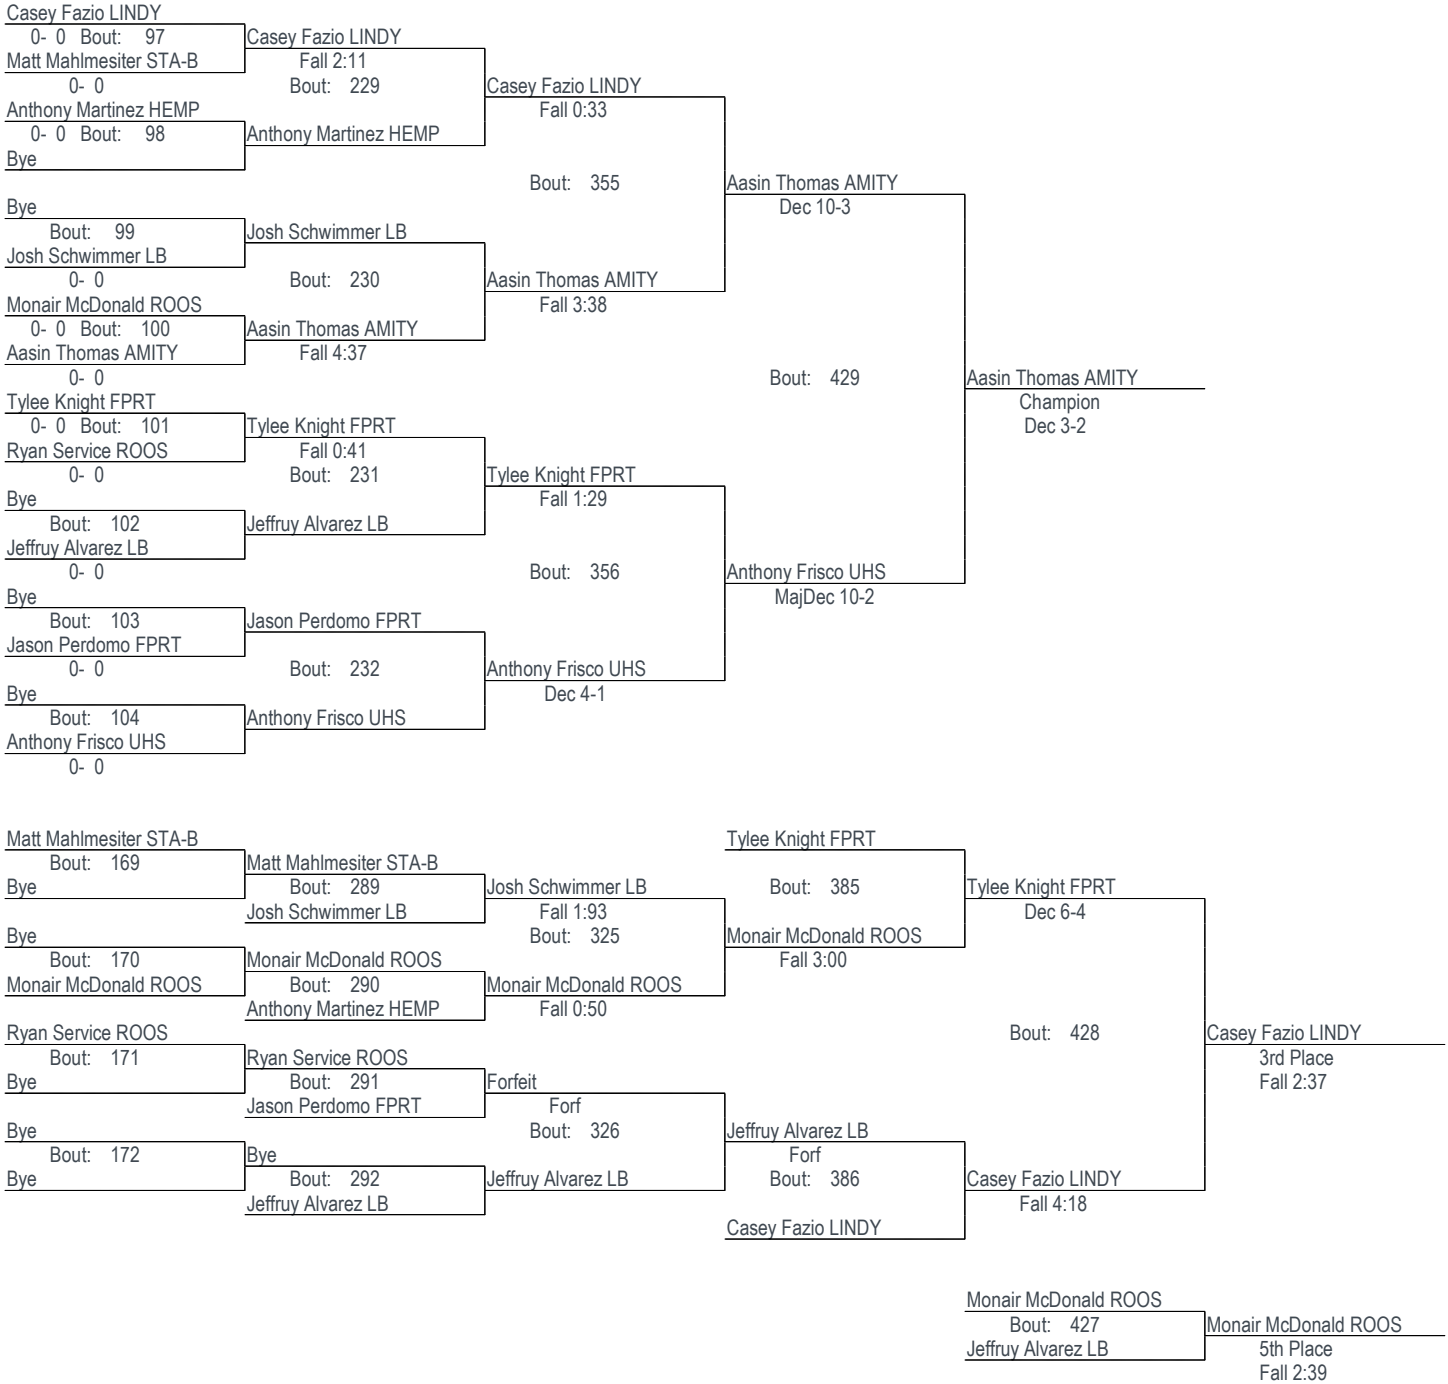 Casey Fazio LINDY
0- 0 Bout: 97
Casey Fazio LINDY
Matt Mahlmesiter STA-B
Fall 2:11
0- 0
Bout: 229
Casey Fazio LINDY
Anthony Martinez HEMP
Fall 0:33
0- 0 Bout: 98
Anthony Martinez HEMP
Bye
Bout: 355
Aasin Thomas AMITY
Bye
Dec 10-3
Bout: 99
Josh Schwimmer LB
Josh Schwimmer LB
0- 0
Bout: 230
Aasin Thomas AMITY
Monair McDonald ROOS
Fall 3:38
0- 0 Bout: 100
Aasin Thomas AMITY
Aasin Thomas AMITY
Fall 4:37
0- 0
Bout: 429
Aasin Thomas AMITY
Tylee Knight FPRT
Champion
0- 0 Bout: 101
Tylee Knight FPRT
Dec 3-2
Ryan Service ROOS
Fall 0:41
0- 0
Bout: 231
Tylee Knight FPRT
Bye
Fall 1:29
Bout: 102
Jeffruy Alvarez LB
Jeffruy Alvarez LB
0- 0
Bout: 356
Anthony Frisco UHS
Bye
MajDec 10-2
Bout: 103
Jason Perdomo FPRT
Jason Perdomo FPRT
0- 0
Bout: 232
Anthony Frisco UHS
Bye
Dec 4-1
Bout: 104
Anthony Frisco UHS
Anthony Frisco UHS
0- 0
Matt Mahlmesiter STA-B
Tylee Knight FPRT
Bout: 169
Matt Mahlmesiter STA-B
Bye
Bout: 289
Josh Schwimmer LB
Bout: 385
Tylee Knight FPRT
Josh Schwimmer LB
Fall 1:93
Dec 6-4
Bye
Bout: 325
Monair McDonald ROOS
Bout: 170
Monair McDonald ROOS
Fall 3:00
Monair McDonald ROOS
Bout: 290
Monair McDonald ROOS
Anthony Martinez HEMP
Fall 0:50
Ryan Service ROOS
Bout: 428
Casey Fazio LINDY
Bout: 171
Ryan Service ROOS
3rd Place
Bye
Bout: 291
Forfeit
Fall 2:37
Jason Perdomo FPRT
Forf
Bye
Bout: 326
Jeffruy Alvarez LB
Bout: 172
Bye
Forf
Bye
Bout: 292
Jeffruy Alvarez LB
Bout: 386
Casey Fazio LINDY
Jeffruy Alvarez LB
Fall 4:18
Casey Fazio LINDY
Monair McDonald ROOS
Bout: 427
Monair McDonald ROOS
Jeffruy Alvarez LB
5th Place
Fall 2:39